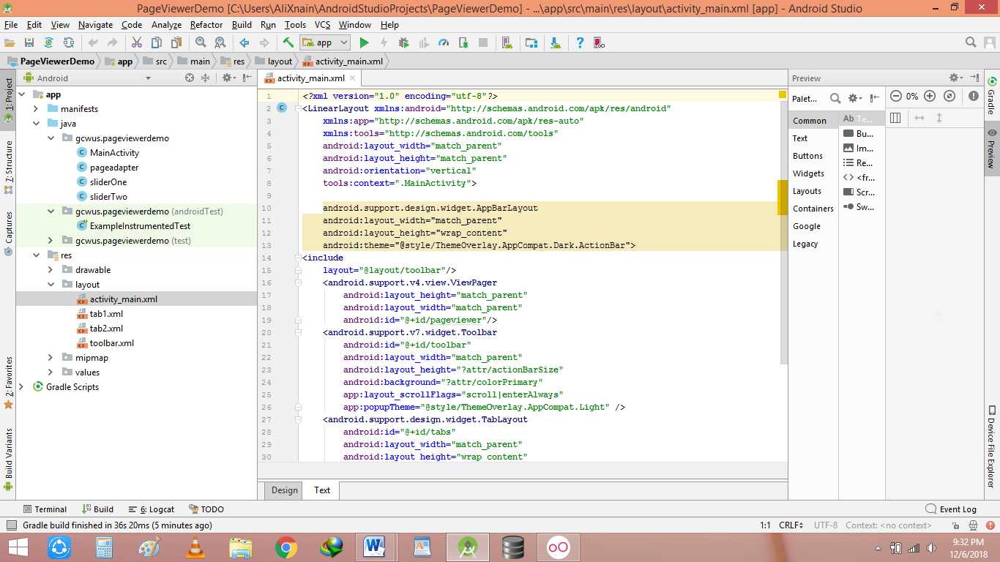 PageViewerDemo [C:\Users\AliXnain\AndroidStudioProjects\PageViewerDemo] - ...\app\src\main\res\layout\activity_main.xml [app] - Android Studio
File Edit View Navigate Code Analyze Refactor Build Run Tools VCS Window Help
app
PageViewerDemo app src main res layout activity_main.xml
1: Project
7: Structure
Captures
2: Favorites
Build Variants
Android
app
manifests
java
gcwus.pageviewerdemo
MainActivity
pageadapter
sliderOne
sliderTwo
gcwus.pageviewerdemo (androidTest)
ExampleInstrumentedTest
gcwus.pageviewerdemo (test)
res
drawable
layout
activity_main.xml
tab1.xml
tab2.xml
toolbar.xml
mipmap
values
Gradle Scripts
activity_main.xml
1 <?xml version="1.0" encoding="utf-8"?>
2 <LinearLayout xmlns:android="http://schemas.android.com/apk/res/android"
3 xmlns:app="http://schemas.android.com/apk/res-auto"
4 xmlns:tools="http://schemas.android.com/tools"
5 android:layout_width="match_parent"
6 android:layout_height="match_parent"
7 android:orientation="vertical"
8 tools:context=".MainActivity">
9
10 android.support.design.widget.AppBarLayout
11 android:layout_width="match_parent"
12 android:layout_height="wrap_content"
13 android:theme="@style/ThemeOverlay.AppCompat.Dark.ActionBar">
14 <include
15 layout="@layout/toolbar"/>
16 <android.support.v4.view.ViewPager
17 android:layout_height="match_parent"
18 android:layout_width="match_parent"
19 android:id="@+id/pageviewer"/>
20 <android.support.v7.widget.Toolbar
21 android:id="@+id/toolbar"
22 android:layout_width="match_parent"
23 android:layout_height="?attr/actionBarSize"
24 android:background="?attr/colorPrimary"
25 app:layout_scrollFlags="scroll|enterAlways"
26 app:popupTheme="@style/ThemeOverlay.AppCompat.Light" />
27 <android.support.design.widget.TabLayout
28 android:id="@+id/tabs"
29 android:layout_width="match_parent"
30 android:layout_height="wrap_content"
Design Text
Preview
Palet... 0%
Common
Text
Buttons
Widgets
Layouts
Containers
Google
Legacy
Ab Te...
Bu...
Im...
Re...
<fr...
Scr...
Sw...
Gradle
Preview
Device File Explorer
Terminal Build 6: Logcat TODO Event Log
Gradle build finished in 36s 20ms (5 minutes ago) 1:1 CRLF UTF-8 Context: <no context>
9:32 PM
12/6/2018